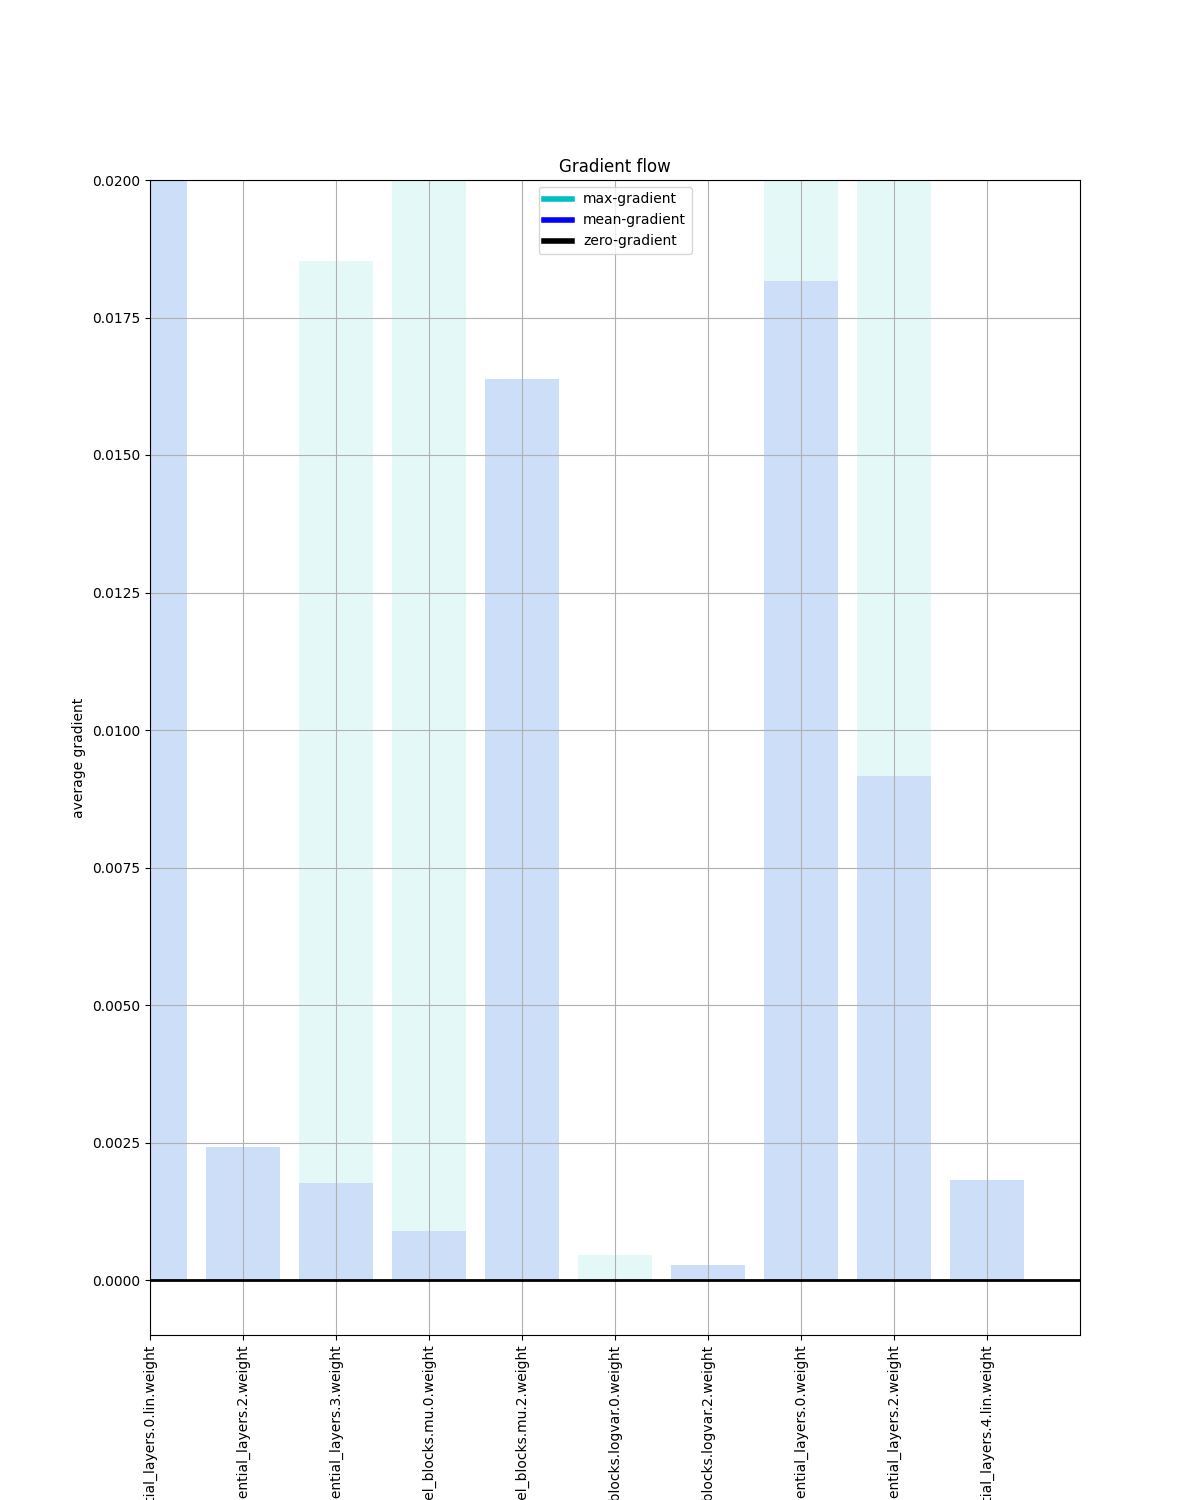 Gradient flow
max-gradient
mean-gradient
zero-gradient
0.0200
0.0175
0.0150
0.0125
0.0100
0.0075
0.0050
0.0025
0.0000
average gradient
tial_layers.0.lin.weight
ential_layers.2.weight
ential_layers.3.weight
el_blocks.mu.0.weight
el_blocks.mu.2.weight
blocks.logvar.0.weight
blocks.logvar.2.weight
ential_layers.0.weight
ential_layers.2.weight
tial_layers.4.lin.weight